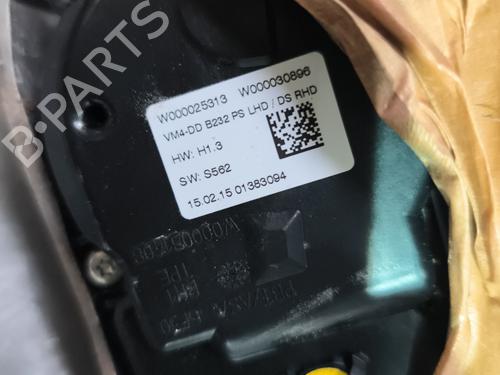 B-PARTS
W000025313 W000030896
VM4-DD B232 PS LHD / DS RHD
HW: H1.3
SW: S562
15.02.15 01383094